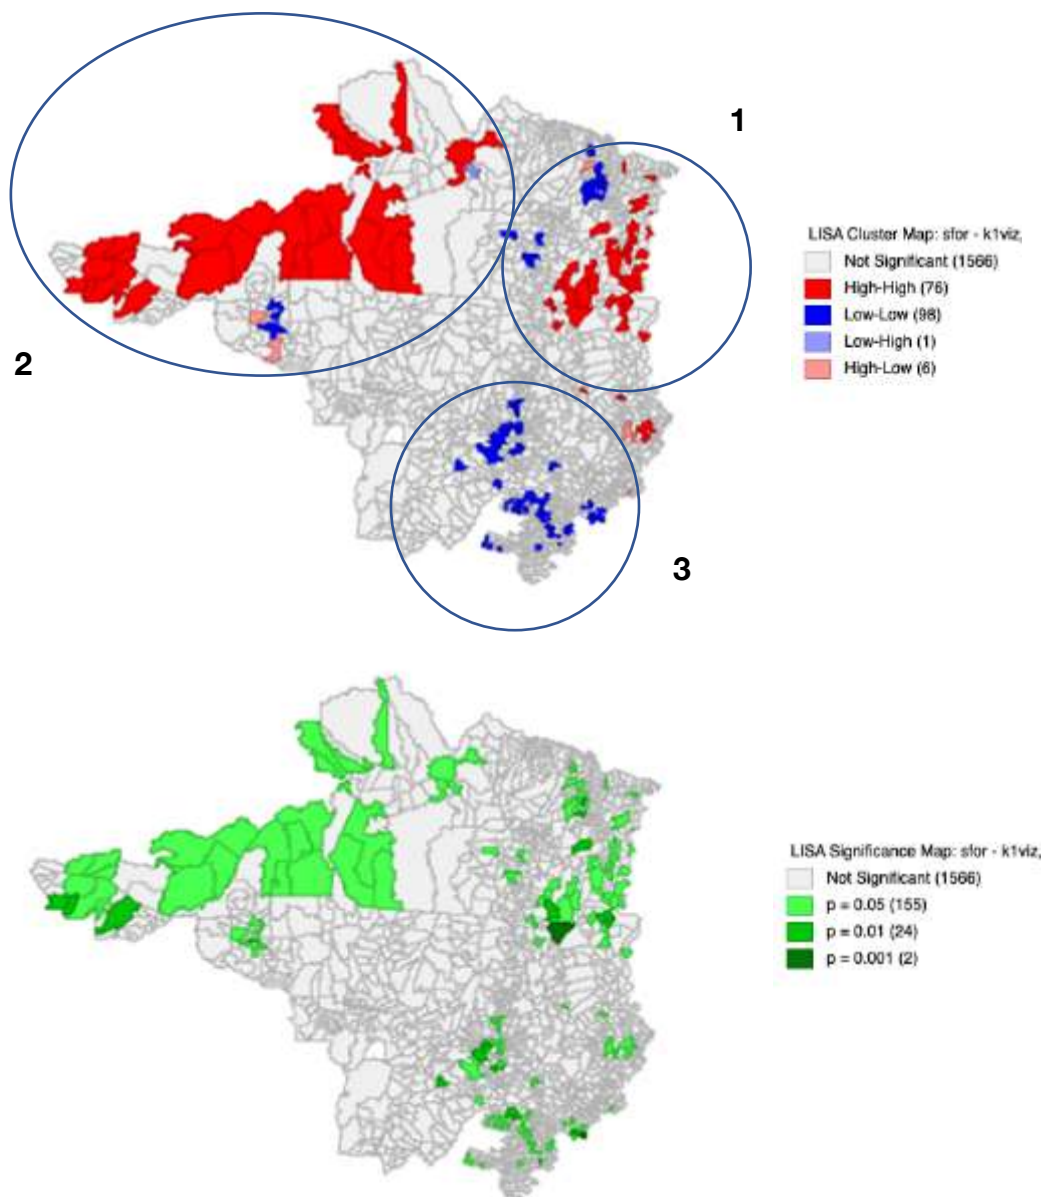 1
LISA Cluster Map: sfor - k1viz,
Not Significant (1566)
High-High (76)
Low-Low (98)
Low-High (1)
High-Low (6)
2
3
LISA Significance Map: sfor - k1viz,
Not Significant (1566)
p = 0.05 (155)
p = 0.01 (24)
p = 0.001 (2)